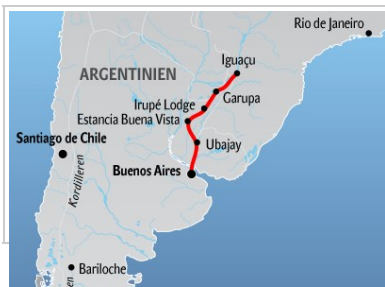 Rio de Janeiro
Iguaçu
ARGENTINIEN
Garupa
Irupé Lodge
Estancia Buena Vista
Santiago de Chile
Ubajay
Buenos Aires
Kordilleren
Bariloche
en